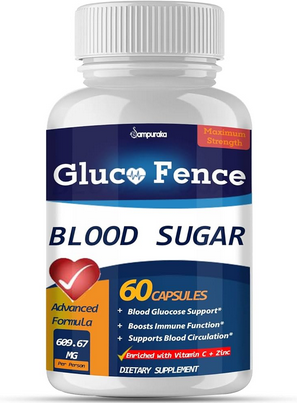 Sampuraka
Maximum
Strength
Gluco Fence
BLOOD SUGAR
60 CAPSULES
Advanced
Formula
609.67
MG
Per Person
+ Blood Glucose Support*
+ Boosts Immune Function*
+ Supports Blood Circulation*
Enriched with Vitamin C + Zinc
DIETARY SUPPLEMENT